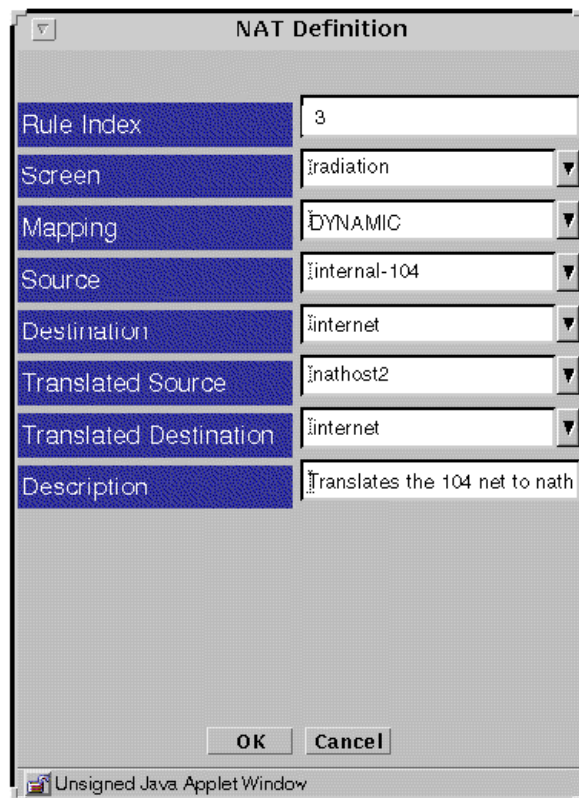 NAT Definition
Rule Index 3
Screen radiation
Mapping DYNAMIC
Source internal-104
Destination internet
Translated Source nathost2
Translated Destination internet
Description Translates the 104 net to nath
OK Cancel
Unsigned Java Applet Window